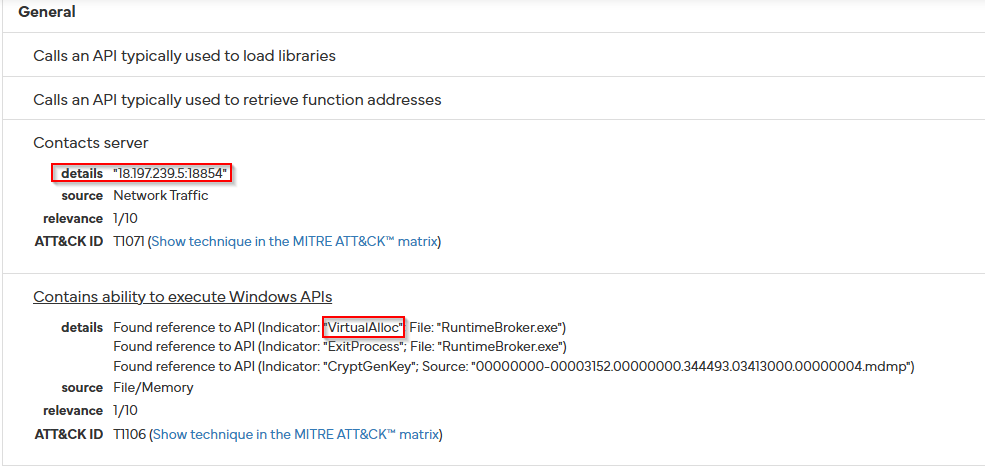 General
Calls an API typically used to load libraries
Calls an API typically used to retrieve function addresses
Contacts server
details "18.197.239.5:18854"
source Network Traffic
relevance 1/10
ATT&CK ID T1071 (Show technique in the MITRE ATT&CK™ matrix)
Contains ability to execute Windows APIs
details Found reference to API (Indicator: "VirtualAlloc"; File: "RuntimeBroker.exe")
Found reference to API (Indicator: "ExitProcess"; File: "RuntimeBroker.exe")
Found reference to API (Indicator: "CryptGenKey"; Source: "00000000-00003152.00000000.344493.03413000.00000004.mdmp")
source File/Memory
relevance 1/10
ATT&CK ID T1106 (Show technique in the MITRE ATT&CK™ matrix)